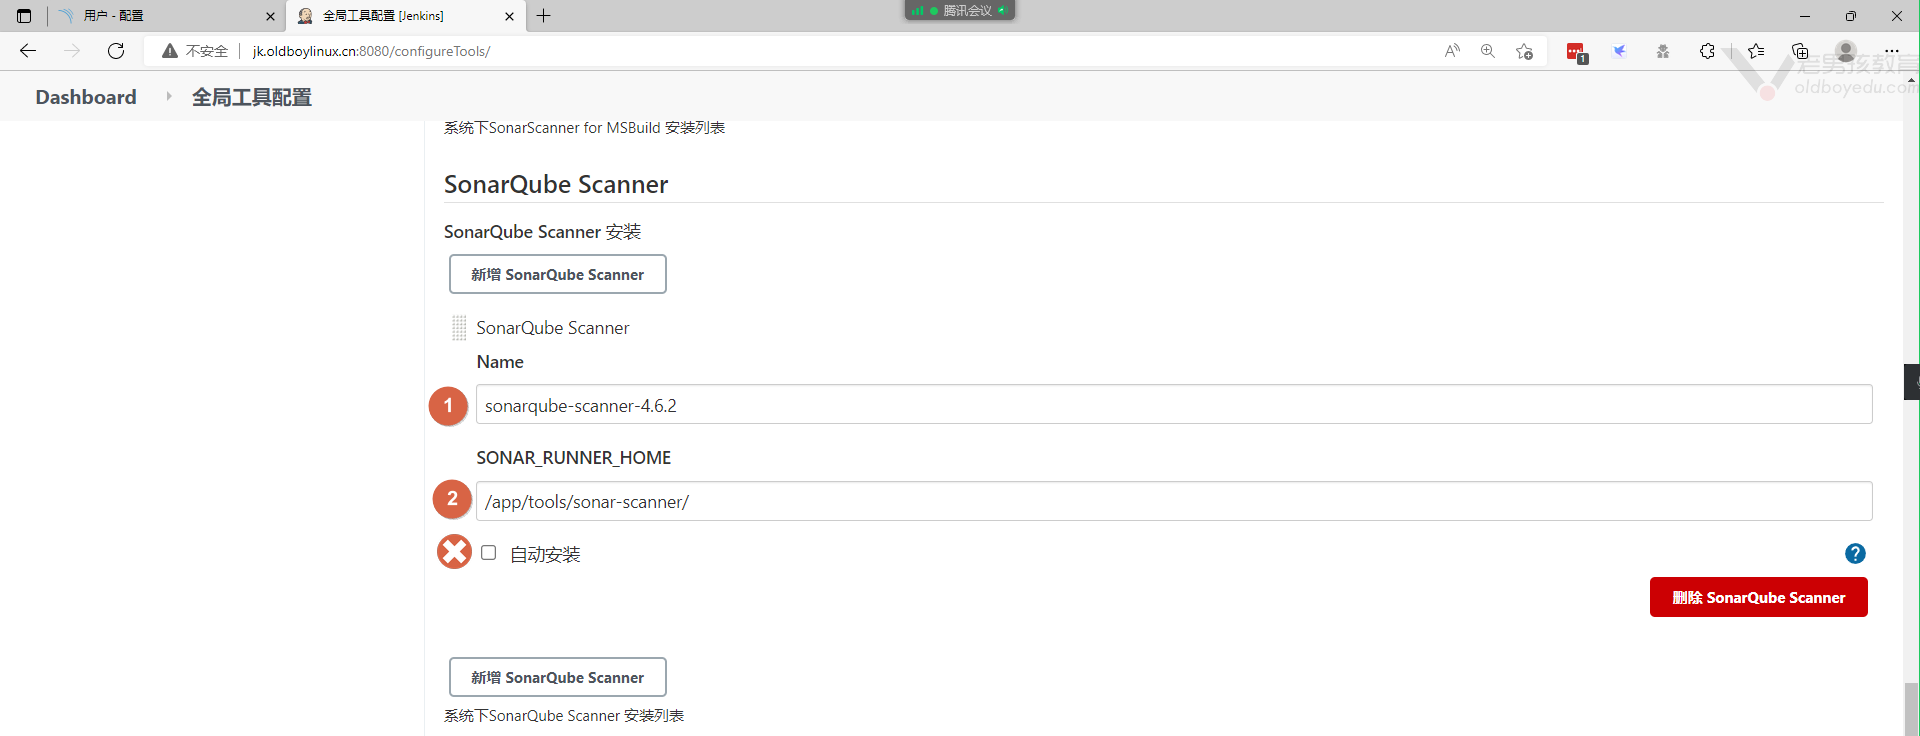 用户 - 配置
全局工具配置 [Jenkins]
腾讯会议
不安全
jk.oldboylinux.cn:8080/configureTools/
1
老男孩教育
oldboyedu.com
Dashboard
全局工具配置
系统下SonarScanner for MSBuild 安装列表
SonarQube Scanner
SonarQube Scanner 安装
新增 SonarQube Scanner
SonarQube Scanner
Name
1
sonarqube-scanner-4.6.2
SONAR_RUNNER_HOME
2
/app/tools/sonar-scanner/
自动安装
?
删除 SonarQube Scanner
新增 SonarQube Scanner
系统下SonarQube Scanner 安装列表